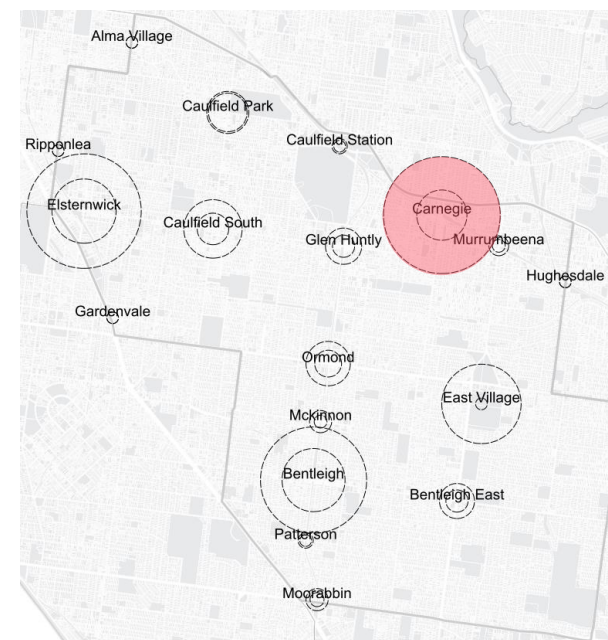 Alma Village
Caulfield Park
Caulfield Station
Ripponlea
Elsternwick
Caulfield South
Carnegie
Glen Huntly
Murrumbeena
Hughesdale
Gardenvale
Ormond
East Village
Mckinnon
Bentleigh
Bentleigh East
Patterson
Moorabbin